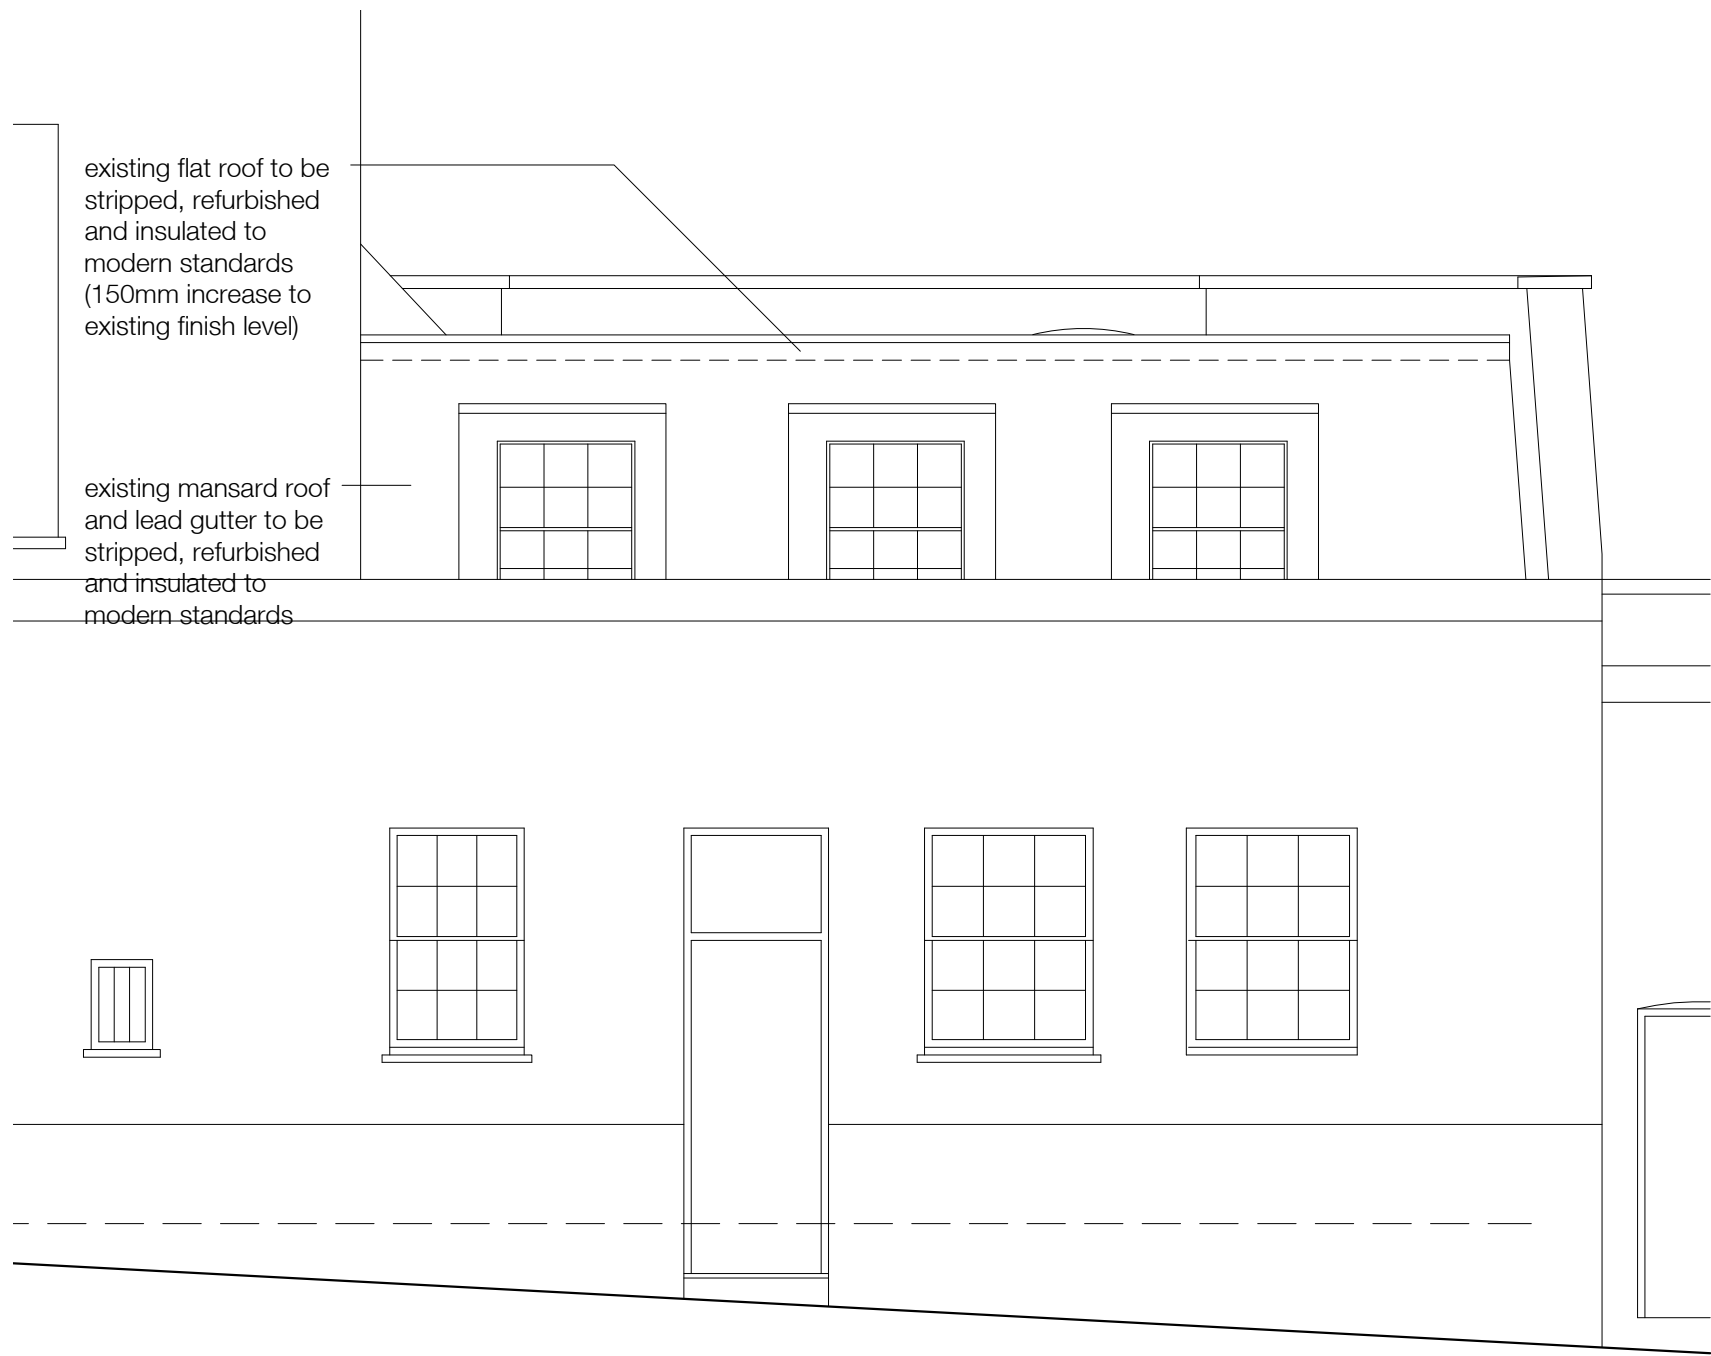 existing flat roof to be
stripped, refurbished
and insulated to
modern standards
(150mm increase to
existing finish level)
existing mansard roof
and lead gutter to be
stripped, refurbished
and insulated to
modern standards